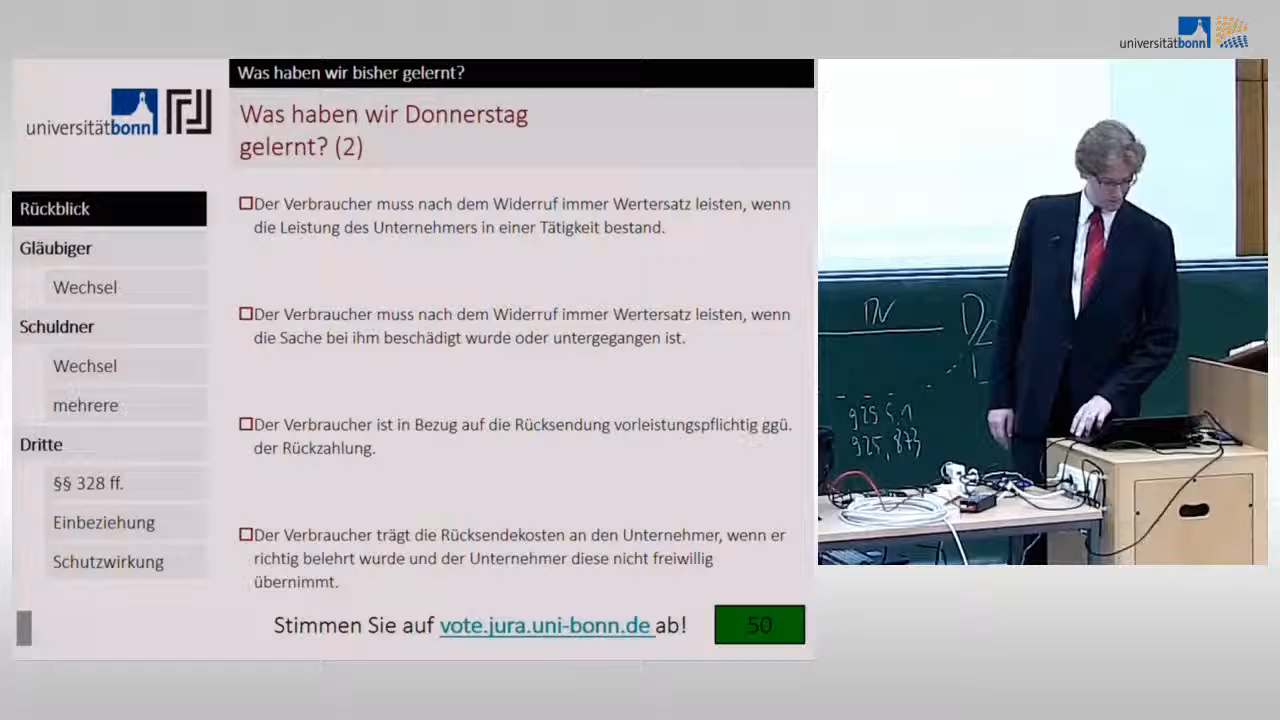 universitätbonn
Was haben wir bisher gelernt?
universitätbonn
Was haben wir Donnerstag
gelernt? (2)
Rückblick
Gläubiger
Wechsel
Schuldner
Wechsel
mehrere
Dritte
§§ 328 ff.
Einbeziehung
Schutzwirkung
Der Verbraucher muss nach dem Widerruf immer Wertersatz leisten, wenn
die Leistung des Unternehmers in einer Tätigkeit bestand.
Der Verbraucher muss nach dem Widerruf immer Wertersatz leisten, wenn
die Sache bei ihm beschädigt wurde oder untergegangen ist.
Der Verbraucher ist in Bezug auf die Rücksendung vorleistungspflichtig ggü.
der Rückzahlung.
Der Verbraucher trägt die Rücksendekosten an den Unternehmer, wenn er
richtig belehrt wurde und der Unternehmer diese nicht freiwillig
übernimmt.
Stimmen Sie auf vote.jura.uni-bonn.de ab!
50